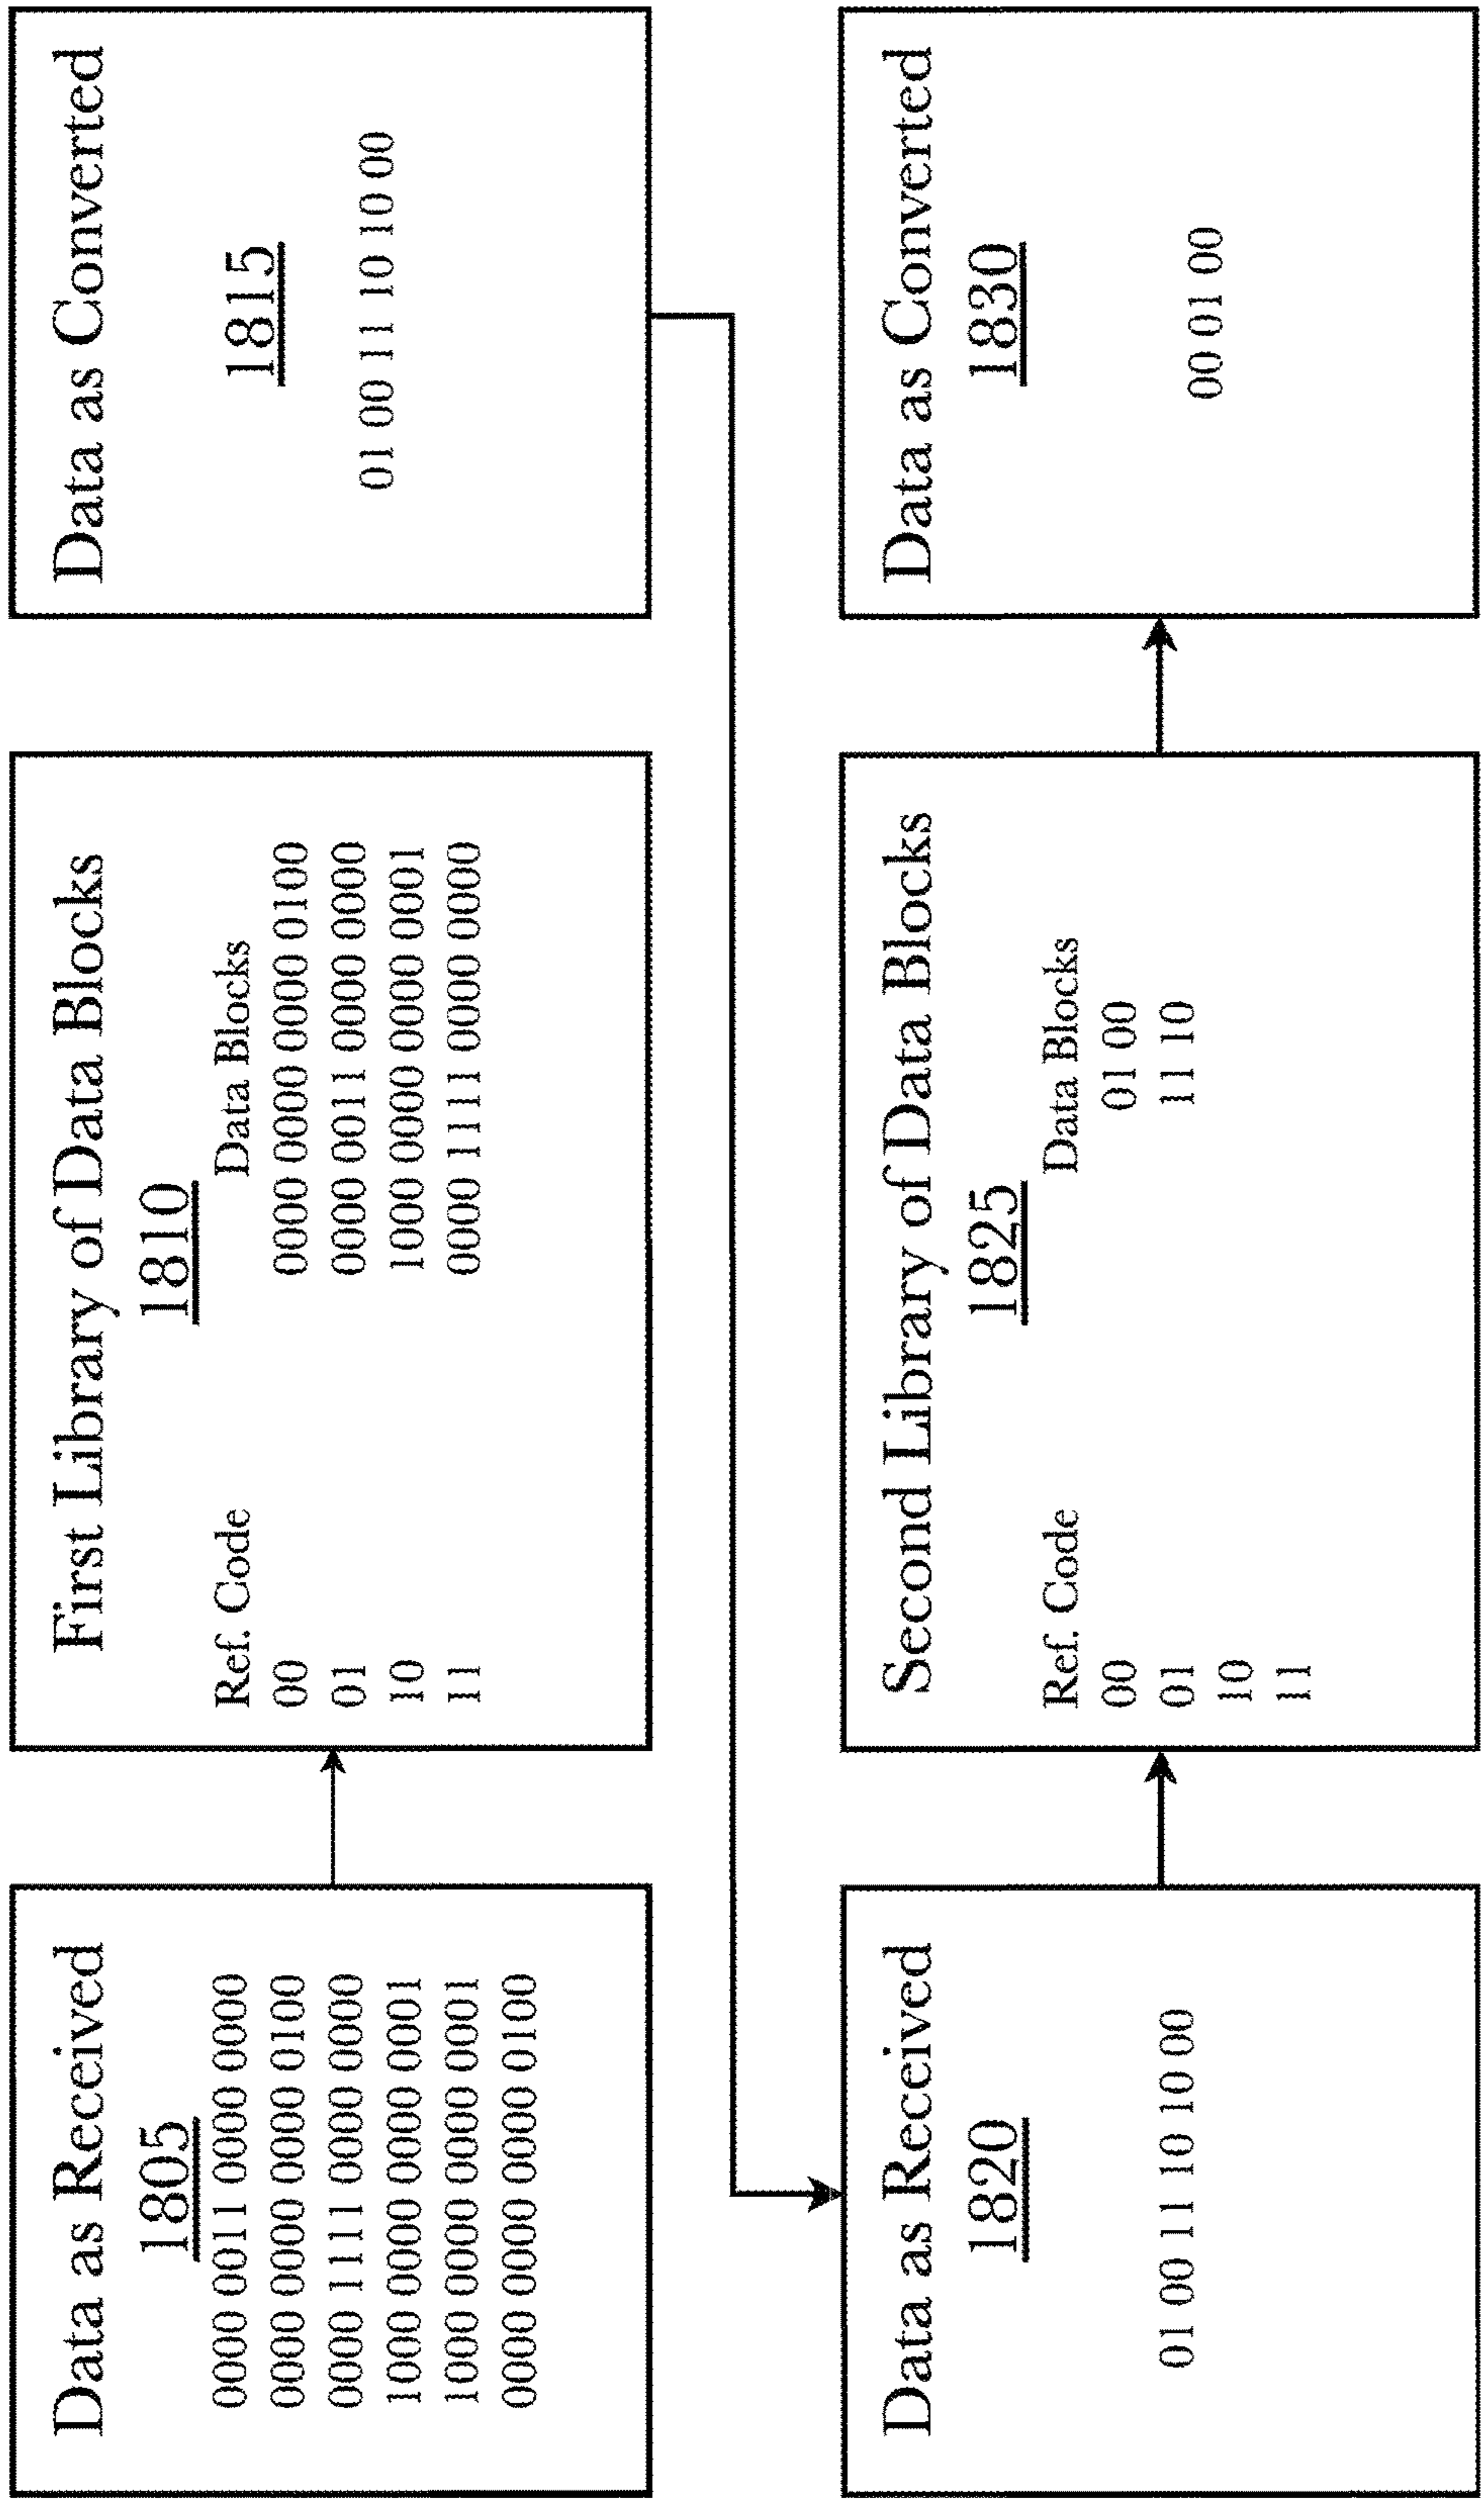 Data as Received
1805
0000 0011 0000 0000
0000 0000 0000 0100
0000 1111 0000 0000
1000 0000 0000 0001
1000 0000 0000 0001
0000 0000 0000 0100
First Library of Data Blocks
1810
Ref. Code Data Blocks
00 0000 0000 0000 0100
01 0000 0011 0000 0000
10 1000 0000 0000 0001
11 0000 1111 0000 0000
Data as Converted
1815
01 00 11 10 10 00
Data as Received
1820
01 00 11 10 10 00
Second Library of Data Blocks
1825
Ref. Code Data Blocks
00 01 00
01 11 10
10
11
Data as Converted
1830
00 01 00